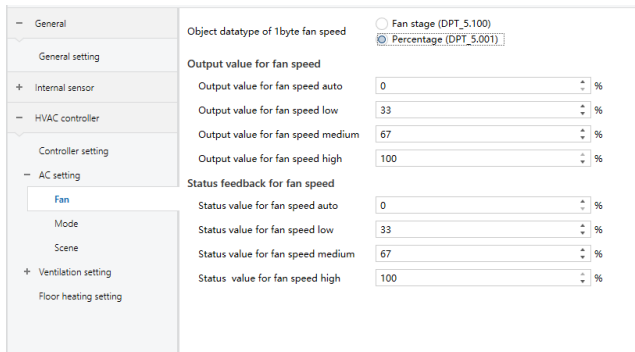 General
General setting
Internal sensor
HVAC controller
Controller setting
AC setting
Fan
Mode
Scene
Ventilation setting
Floor heating setting
Object datatype of 1byte fan speed
Fan stage (DPT_5.100)
Percentage (DPT_5.001)
Output value for fan speed
Output value for fan speed auto 0 %
Output value for fan speed low 33 %
Output value for fan speed medium 67 %
Output value for fan speed high 100 %
Status feedback for fan speed
Status value for fan speed auto 0 %
Status value for fan speed low 33 %
Status value for fan speed medium 67 %
Status value for fan speed high 100 %